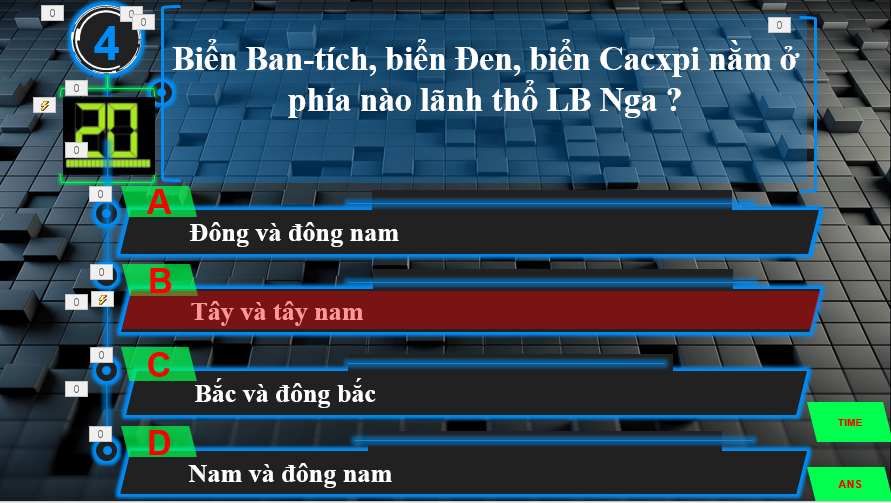 0
0
0
0
4
Biển Ban-tích, biển Đen, biển Cacxpi nằm ở
phía nào lãnh thổ LB Nga ?
0
20
0
0
A
Đông và đông nam
0
B
Tây và tây nam
0
0
C
Bắc và đông bắc
0
TIME
0
D
Nam và đông nam
ANS